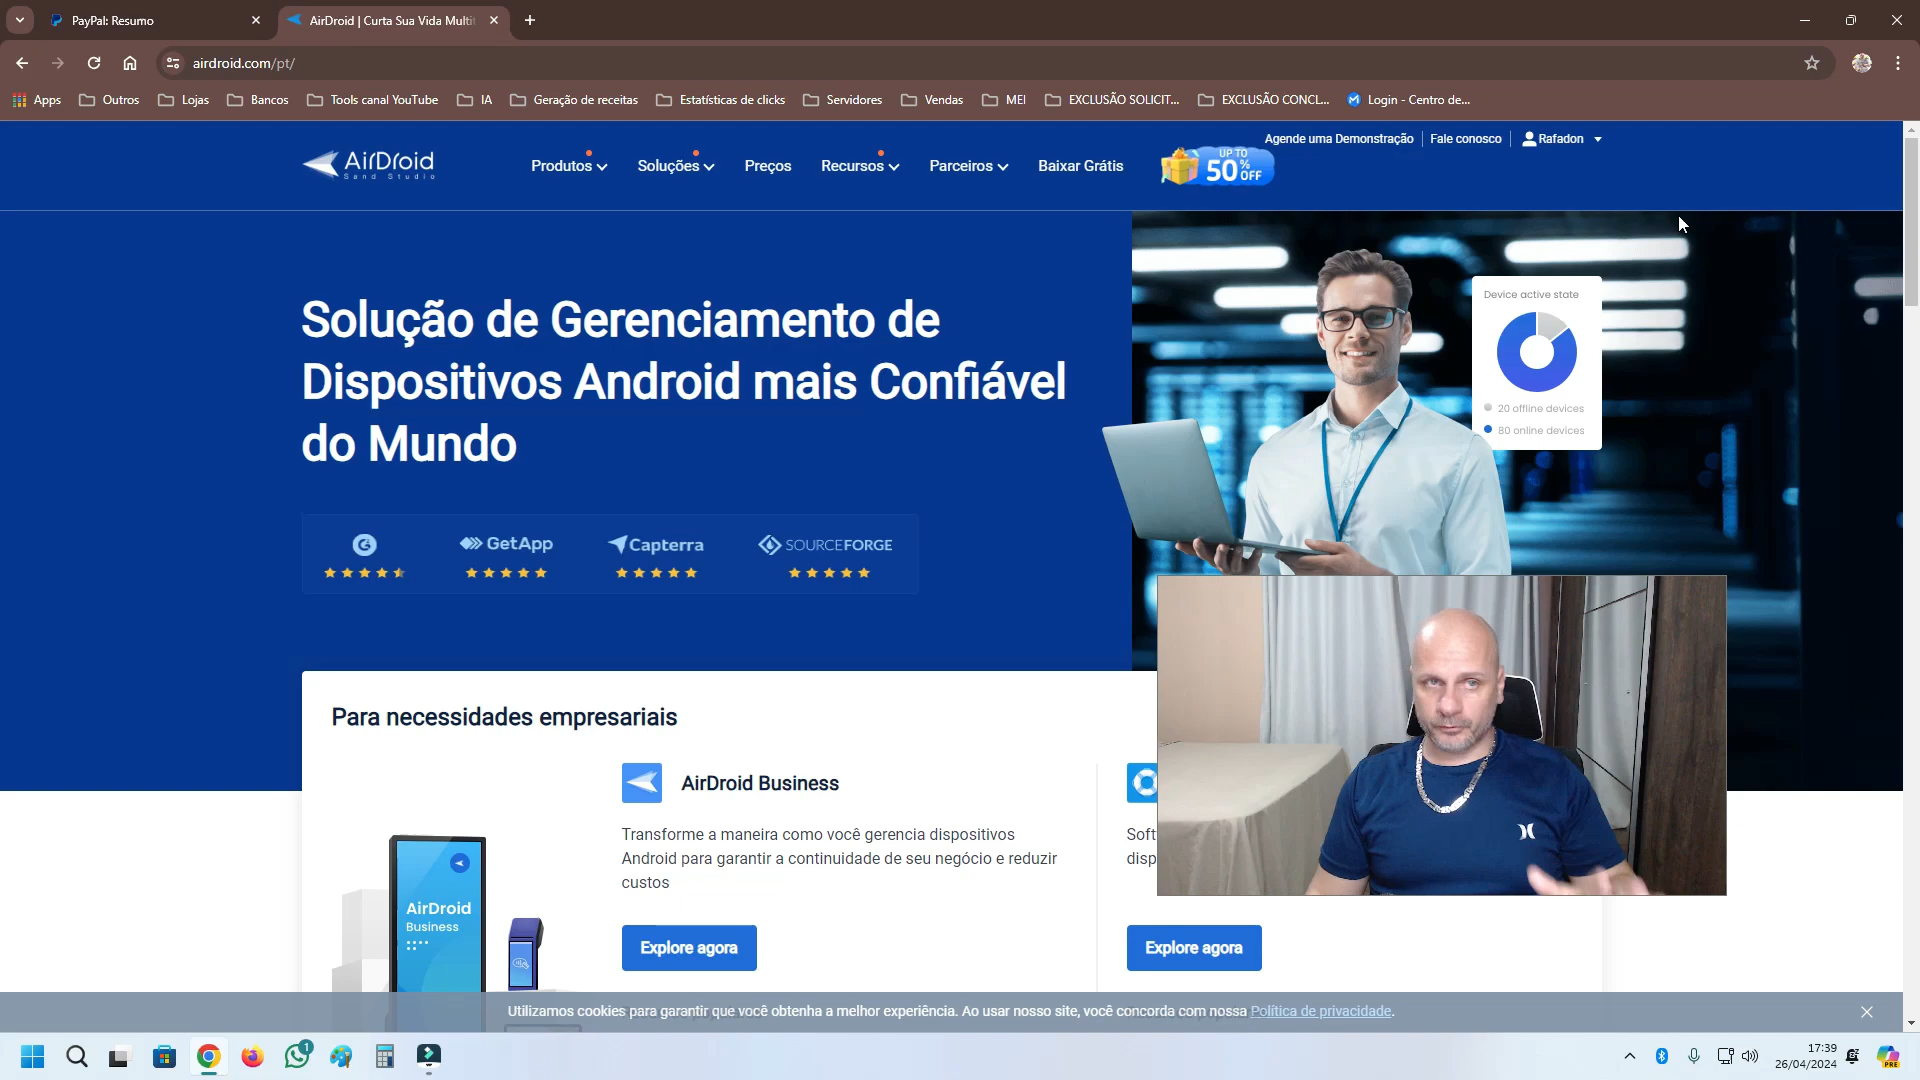 PayPal: Resumo
AirDroid | Curta Sua Vida Multi
airdroid.com/pt/
Apps
Outros
Lojas
Bancos
Tools canal YouTube
IA
Geração de receitas
Estatísticas de clicks
Servidores
Vendas
MEI
EXCLUSÃO SOLICIT...
EXCLUSÃO CONCL...
Login - Centro de...
Agende uma Demonstração
Fale conosco
Rafadon
AirDroid
Sand Studio
Produtos
Soluções
Preços
Recursos
Parceiros
Baixar Grátis
UP TO
50% OFF
Solução de Gerenciamento de
Dispositivos Android mais Confiável
do Mundo
Device active state
20 offline devices
80 online devices
GetApp
Capterra
SOURCEFORGE
Para necessidades empresariais
AirDroid Business
Transforme a maneira como você gerencia dispositivos
Android para garantir a continuidade de seu negócio e reduzir
custos
Soft
disp
AirDroid
Business
Explore agora
Explore agora
Utilizamos cookies para garantir que você obtenha a melhor experiência. Ao usar nosso site, você concorda com nossa Política de privacidade.
1
17:39
26/04/2024
PRE